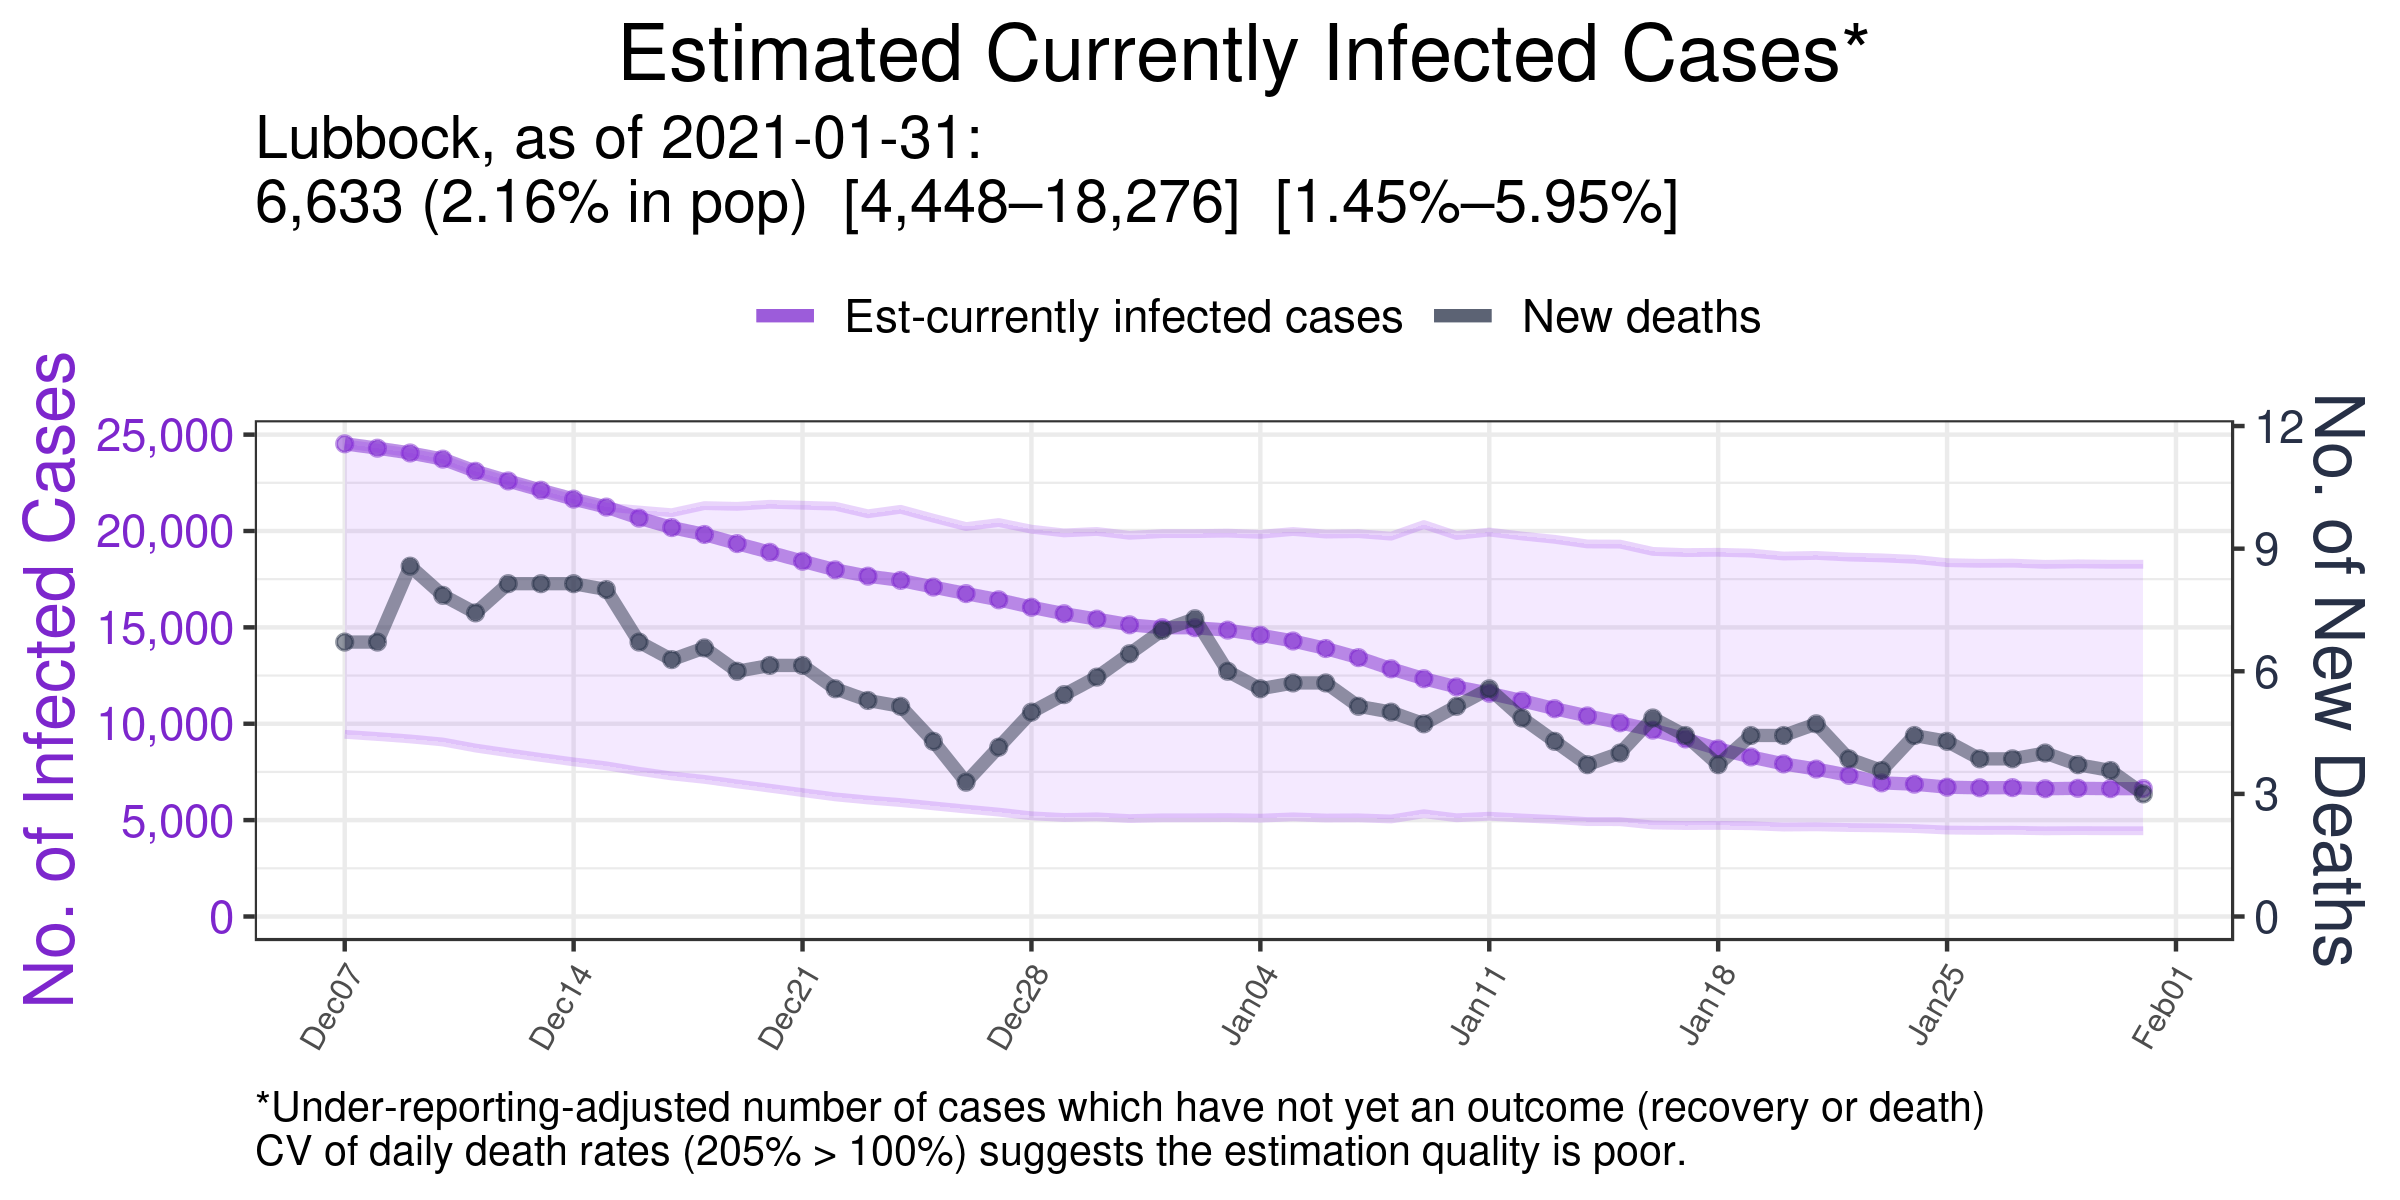 Estimated Currently Infected Cases*
Lubbock, as of 2021-01-31:
6,633 (2.16% in pop)  [4,448–18,276]  [1.45%–5.95%]
Est-currently infected cases
New deaths
No. of Infected Cases
25,000
20,000
15,000
10,000
5,000
0
12
9
6
3
0
No. of New Deaths
Dec07
Dec14
Dec21
Dec28
Jan04
Jan11
Jan18
Jan25
Feb01
*Under-reporting-adjusted number of cases which have not yet an outcome (recovery or death)
CV of daily death rates (205% > 100%) suggests the estimation quality is poor.